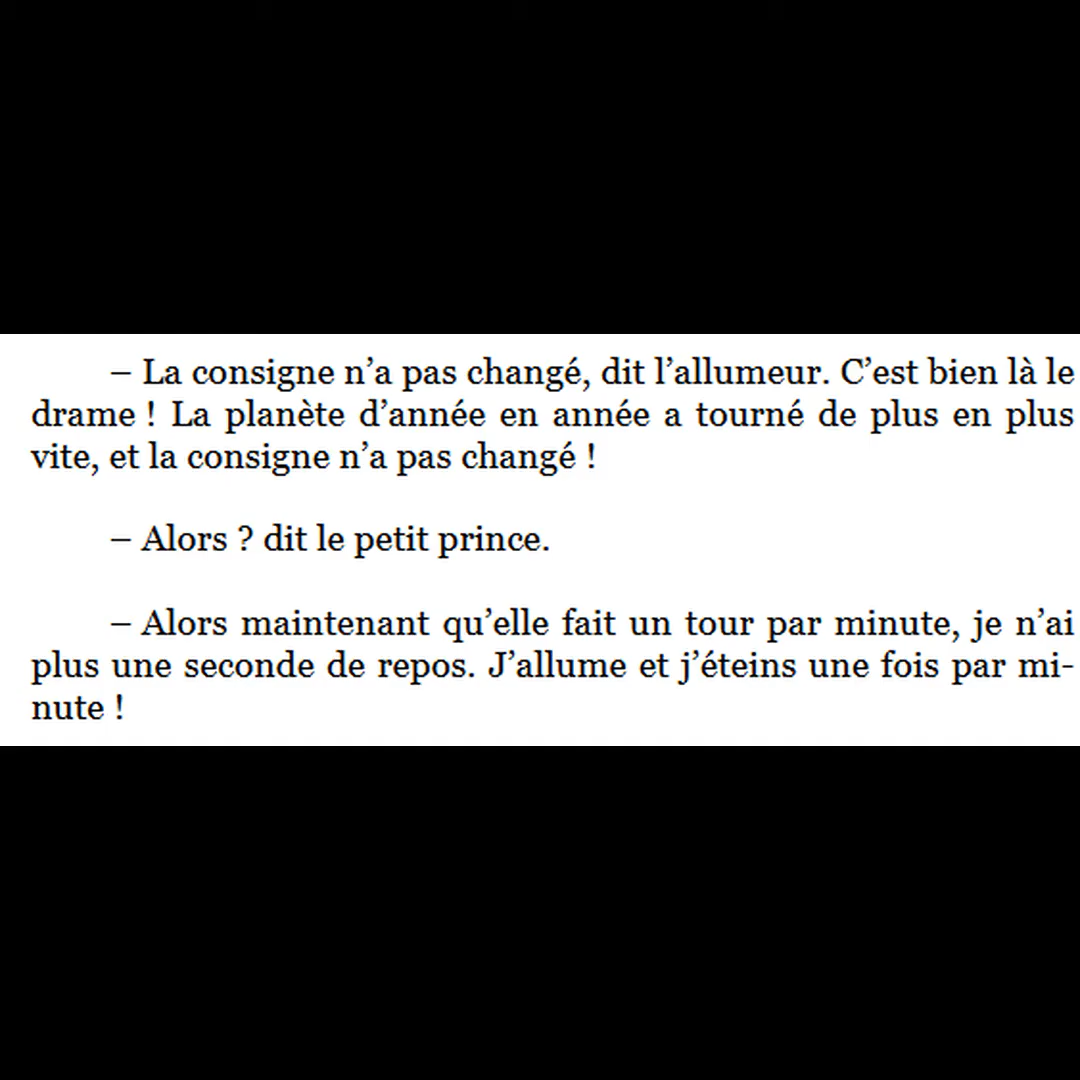 – La consigne n’a pas changé, dit l’allumeur. C’est bien là le
drame ! La planète d’année en année a tourné de plus en plus
vite, et la consigne n’a pas changé !
– Alors ? dit le petit prince.
– Alors maintenant qu’elle fait un tour par minute, je n’ai
plus une seconde de repos. J’allume et j’éteins une fois par mi-
nute !